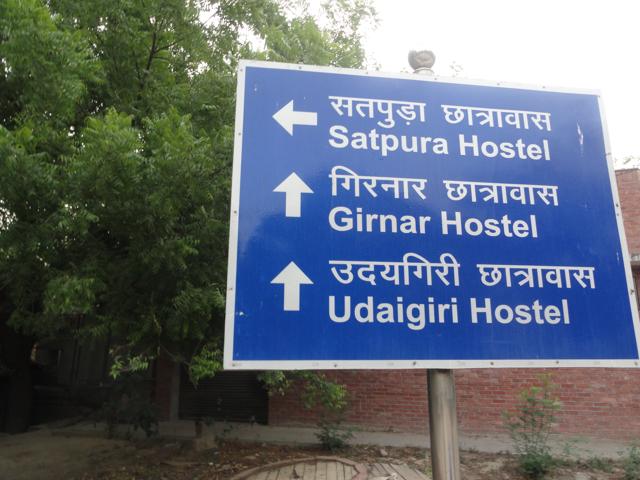 सतपुड़ा छात्रावास
Satpura Hostel
गिरनार छात्रावास
Girnar Hostel
उदयगिरी छात्रावास
Udaigiri Hostel